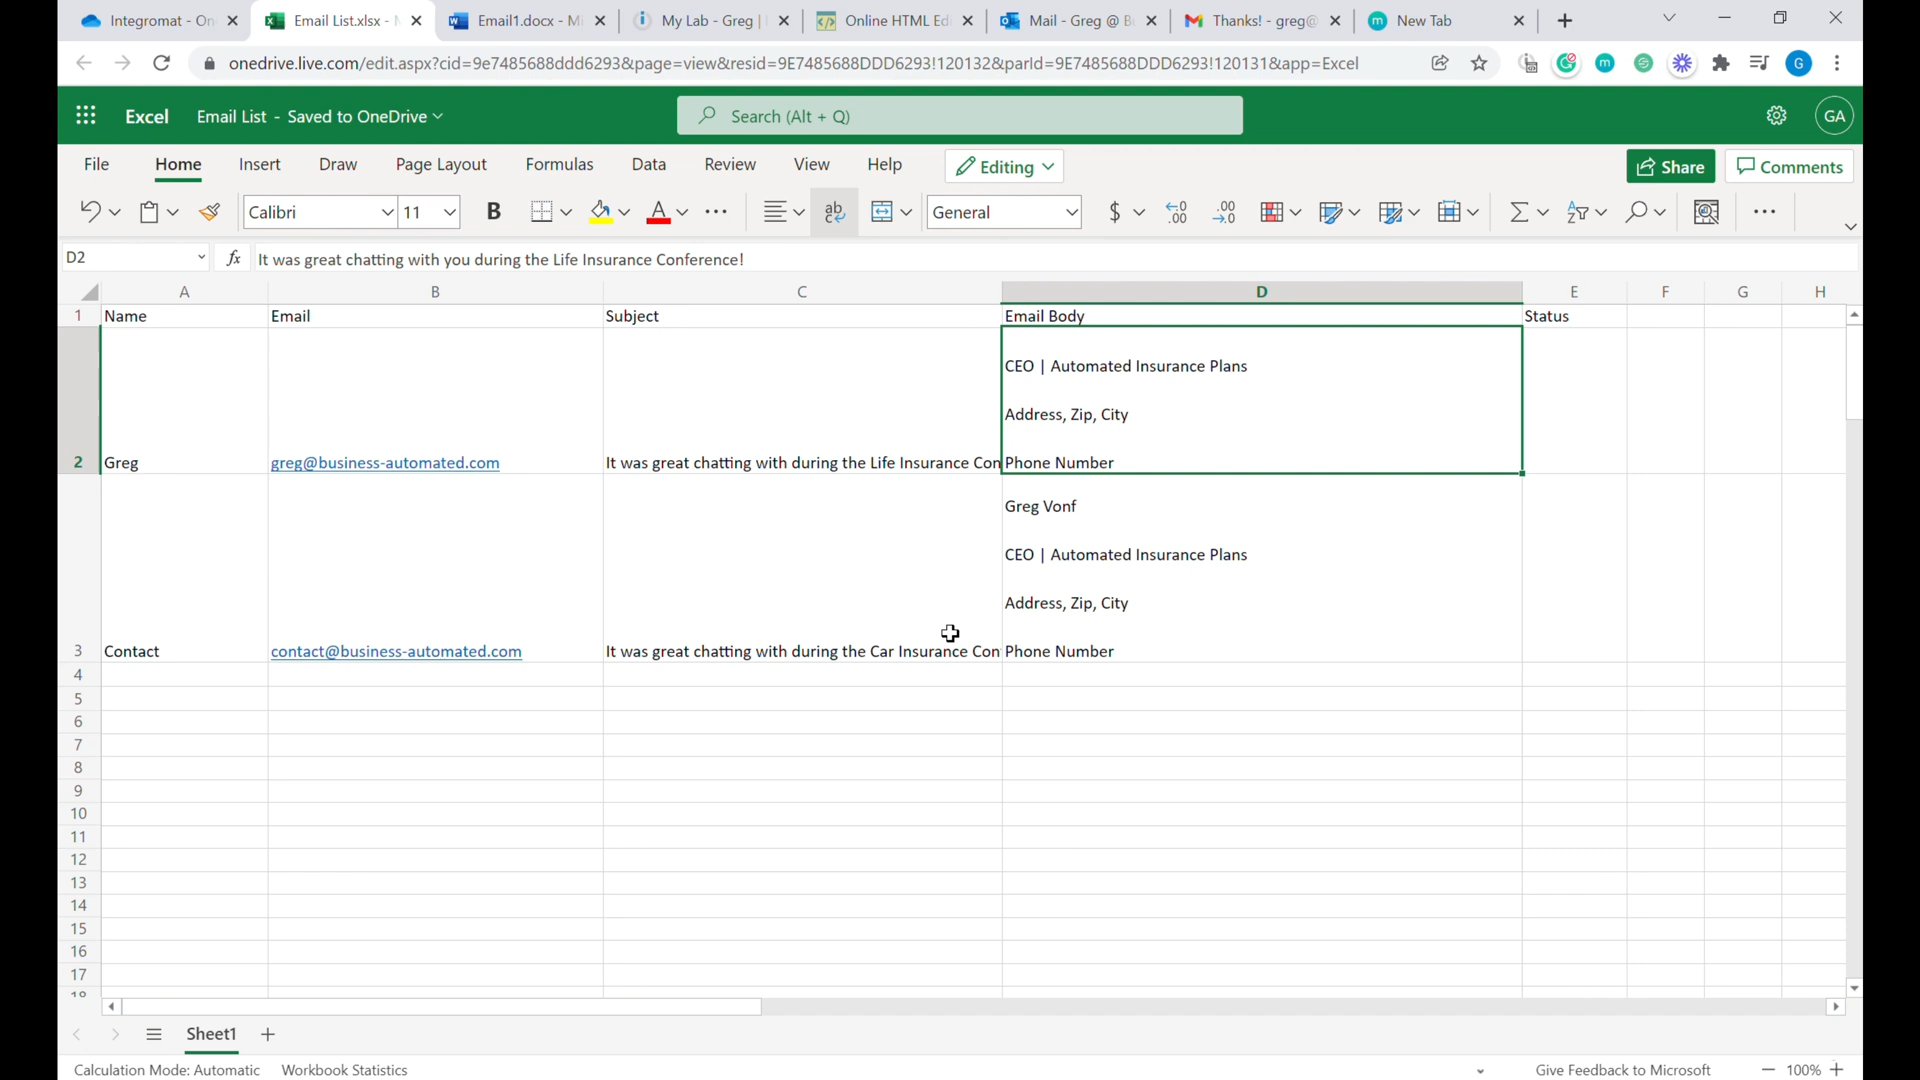 Integromat - On
Email List.xlsx -
Email1.docx - Mi
My Lab - Greg |
Online HTML Edi
Mail - Greg @ B
Thanks! - greg@
New Tab
onedrive.live.com/edit.aspx?cid=9e7485688ddd6293&page=view&resid=9E7485688DDD6293!120132&parId=9E7485688DDD6293!120131&app=Excel
G
Excel Email List - Saved to OneDrive
Search (Alt + Q)
GA
File Home Insert Draw Page Layout Formulas Data Review View Help Editing Share Comments
Calibri 11 B A ab General $ .00 .00
D2 fx It was great chatting with you during the Life Insurance Conference!
A B C D E F G H
1 Name Email Subject Email Body Status
CEO | Automated Insurance Plans
Address, Zip, City
2 Greg greg@business-automated.com It was great chatting with during the Life Insurance Con Phone Number
Greg Vonf
CEO | Automated Insurance Plans
Address, Zip, City
3 Contact contact@business-automated.com It was great chatting with during the Car Insurance Con Phone Number
4
5
6
7
8
9
10
11
12
13
14
15
16
17
18
Sheet1
Calculation Mode: Automatic Workbook Statistics Give Feedback to Microsoft 100%